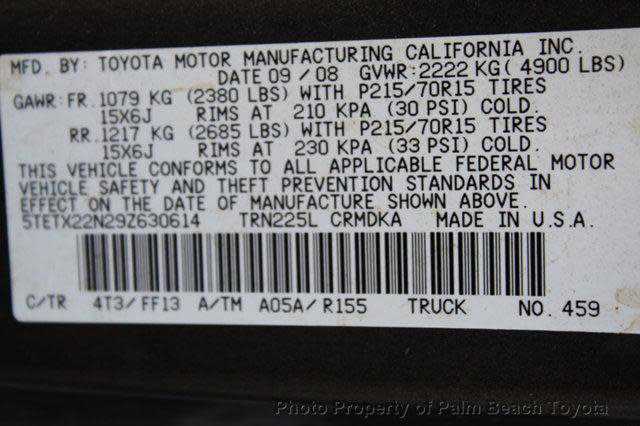 MFD. BY: TOYOTA MOTOR MANUFACTURING CALIFORNIA INC.
DATE 09 / 08 GVWR: 2222 KG( 4900 LBS)
GAWR: FR. 1079 KG (2380 LBS) WITH P215/70R15 TIRES
15X6J RIMS AT 210 KPA (30 PSI) COLD.
RR. 1217 KG (2685 LBS) WITH P215/70R15 TIRES
15X6J RIMS AT 230 KPA (33 PSI) COLD.
THIS VEHICLE CONFORMS TO ALL APPLICABLE FEDERAL MOTOR
VEHICLE SAFETY AND THEFT PREVENTION STANDARDS IN
EFFECT ON THE DATE OF MANUFACTURE SHOWN ABOVE.
5TETX22N29Z630614 TRN225L CRMDKA MADE IN U.S.A.
C/TR 4T3/FF13 A/TM A05A/R155 TRUCK NO. 459
Photo Property of Palm Beach Toyota